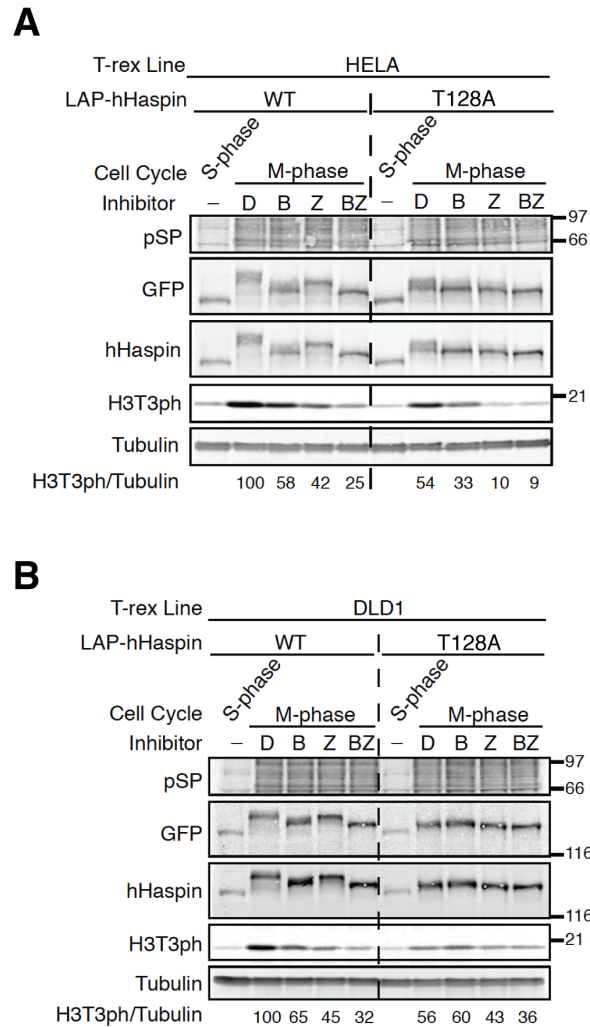 A
T-rex Line HELA
LAP-hHaspin WT T128A
S-phase S-phase
Cell Cycle M-phase M-phase
Inhibitor – D B Z BZ – D B Z BZ
97
pSP
66
GFP
hHaspin
H3T3ph 21
Tubulin
H3T3ph/Tubulin 100 58 42 25 54 33 10 9
B
T-rex Line DLD1
LAP-hHaspin WT T128A
S-phase S-phase
Cell Cycle M-phase M-phase
Inhibitor – D B Z BZ – D B Z BZ
97
pSP
66
GFP
116
hHaspin
116
H3T3ph 21
Tubulin
H3T3ph/Tubulin 100 65 45 32 56 60 43 36